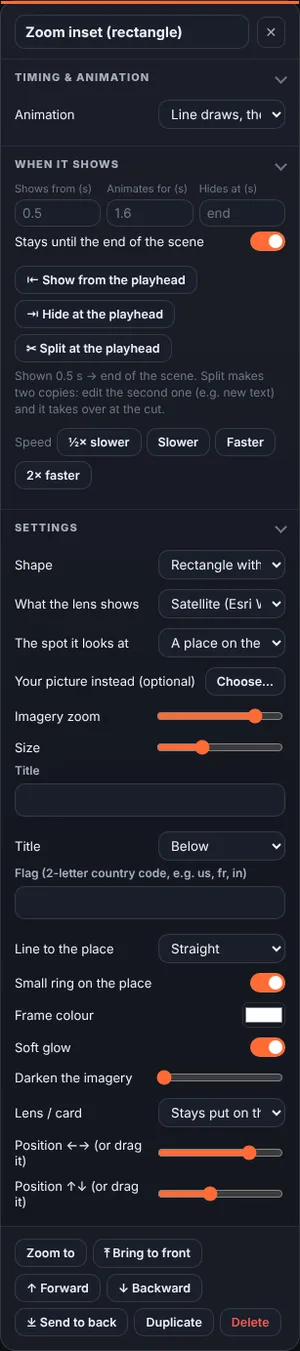 Zoom inset (rectangle) ✕
TIMING & ANIMATION
Animation Line draws, the
WHEN IT SHOWS
Shows from (s) Animates for (s) Hides at (s)
0.5 1.6 end
Stays until the end of the scene
⇤ Show from the playhead
⇥ Hide at the playhead
✂ Split at the playhead
Shown 0.5 s → end of the scene. Split makes
two copies: edit the second one (e.g. new text)
and it takes over at the cut.
Speed ½× slower Slower Faster
2× faster
SETTINGS
Shape Rectangle with
What the lens shows Satellite (Esri
The spot it looks at A place on the
Your picture instead (optional) Choose...
Imagery zoom
Size
Title
Title Below
Flag (2-letter country code, e.g. us, fr, in)
Line to the place Straight
Small ring on the place
Frame colour
Soft glow
Darken the imagery
Lens / card Stays put on th
Position ←→ (or drag
it)
Position ↑↓ (or drag
it)
Zoom to ⤒ Bring to front
↑ Forward ↓ Backward
⤓ Send to back Duplicate Delete